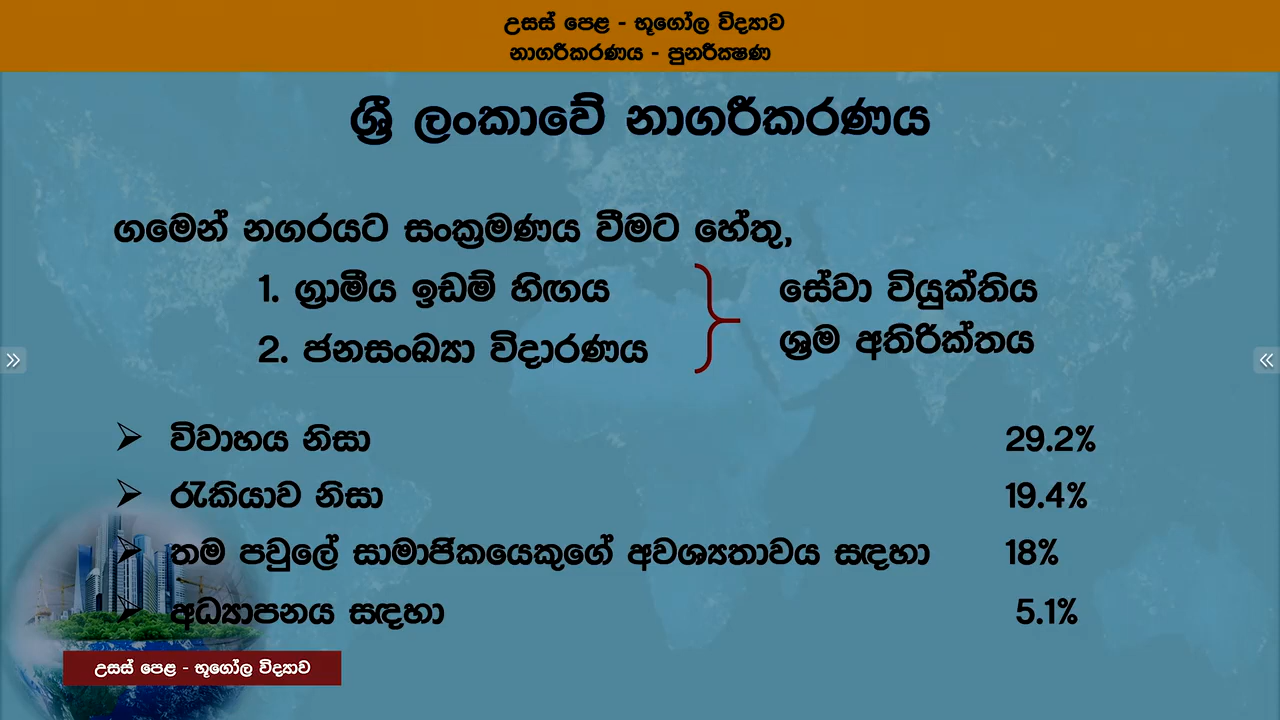 උසස් පෙළ - භූගෝල විද්‍යාව
නාගරීකරණය - පුනරීක්ෂණ
ශ්‍රී ලංකාවේ නාගරීකරණය
ගමෙන් නගරයට සංක්‍රමණය වීමට හේතු,
1. ග්‍රාමීය ඉඩම් හිඟය
2. ජනසංඛ්‍යා විදාරණය
සේවා වියුක්තිය
ශ්‍රම අතිරික්තය
➢ විවාහය නිසා 29.2%
➢ රැකියාව නිසා 19.4%
➢ තම පවුලේ සාමාජිකයෙකුගේ අවශ්‍යතාවය සඳහා 18%
➢ අධ්‍යාපනය සඳහා 5.1%
උසස් පෙළ - භූගෝල විද්‍යාව